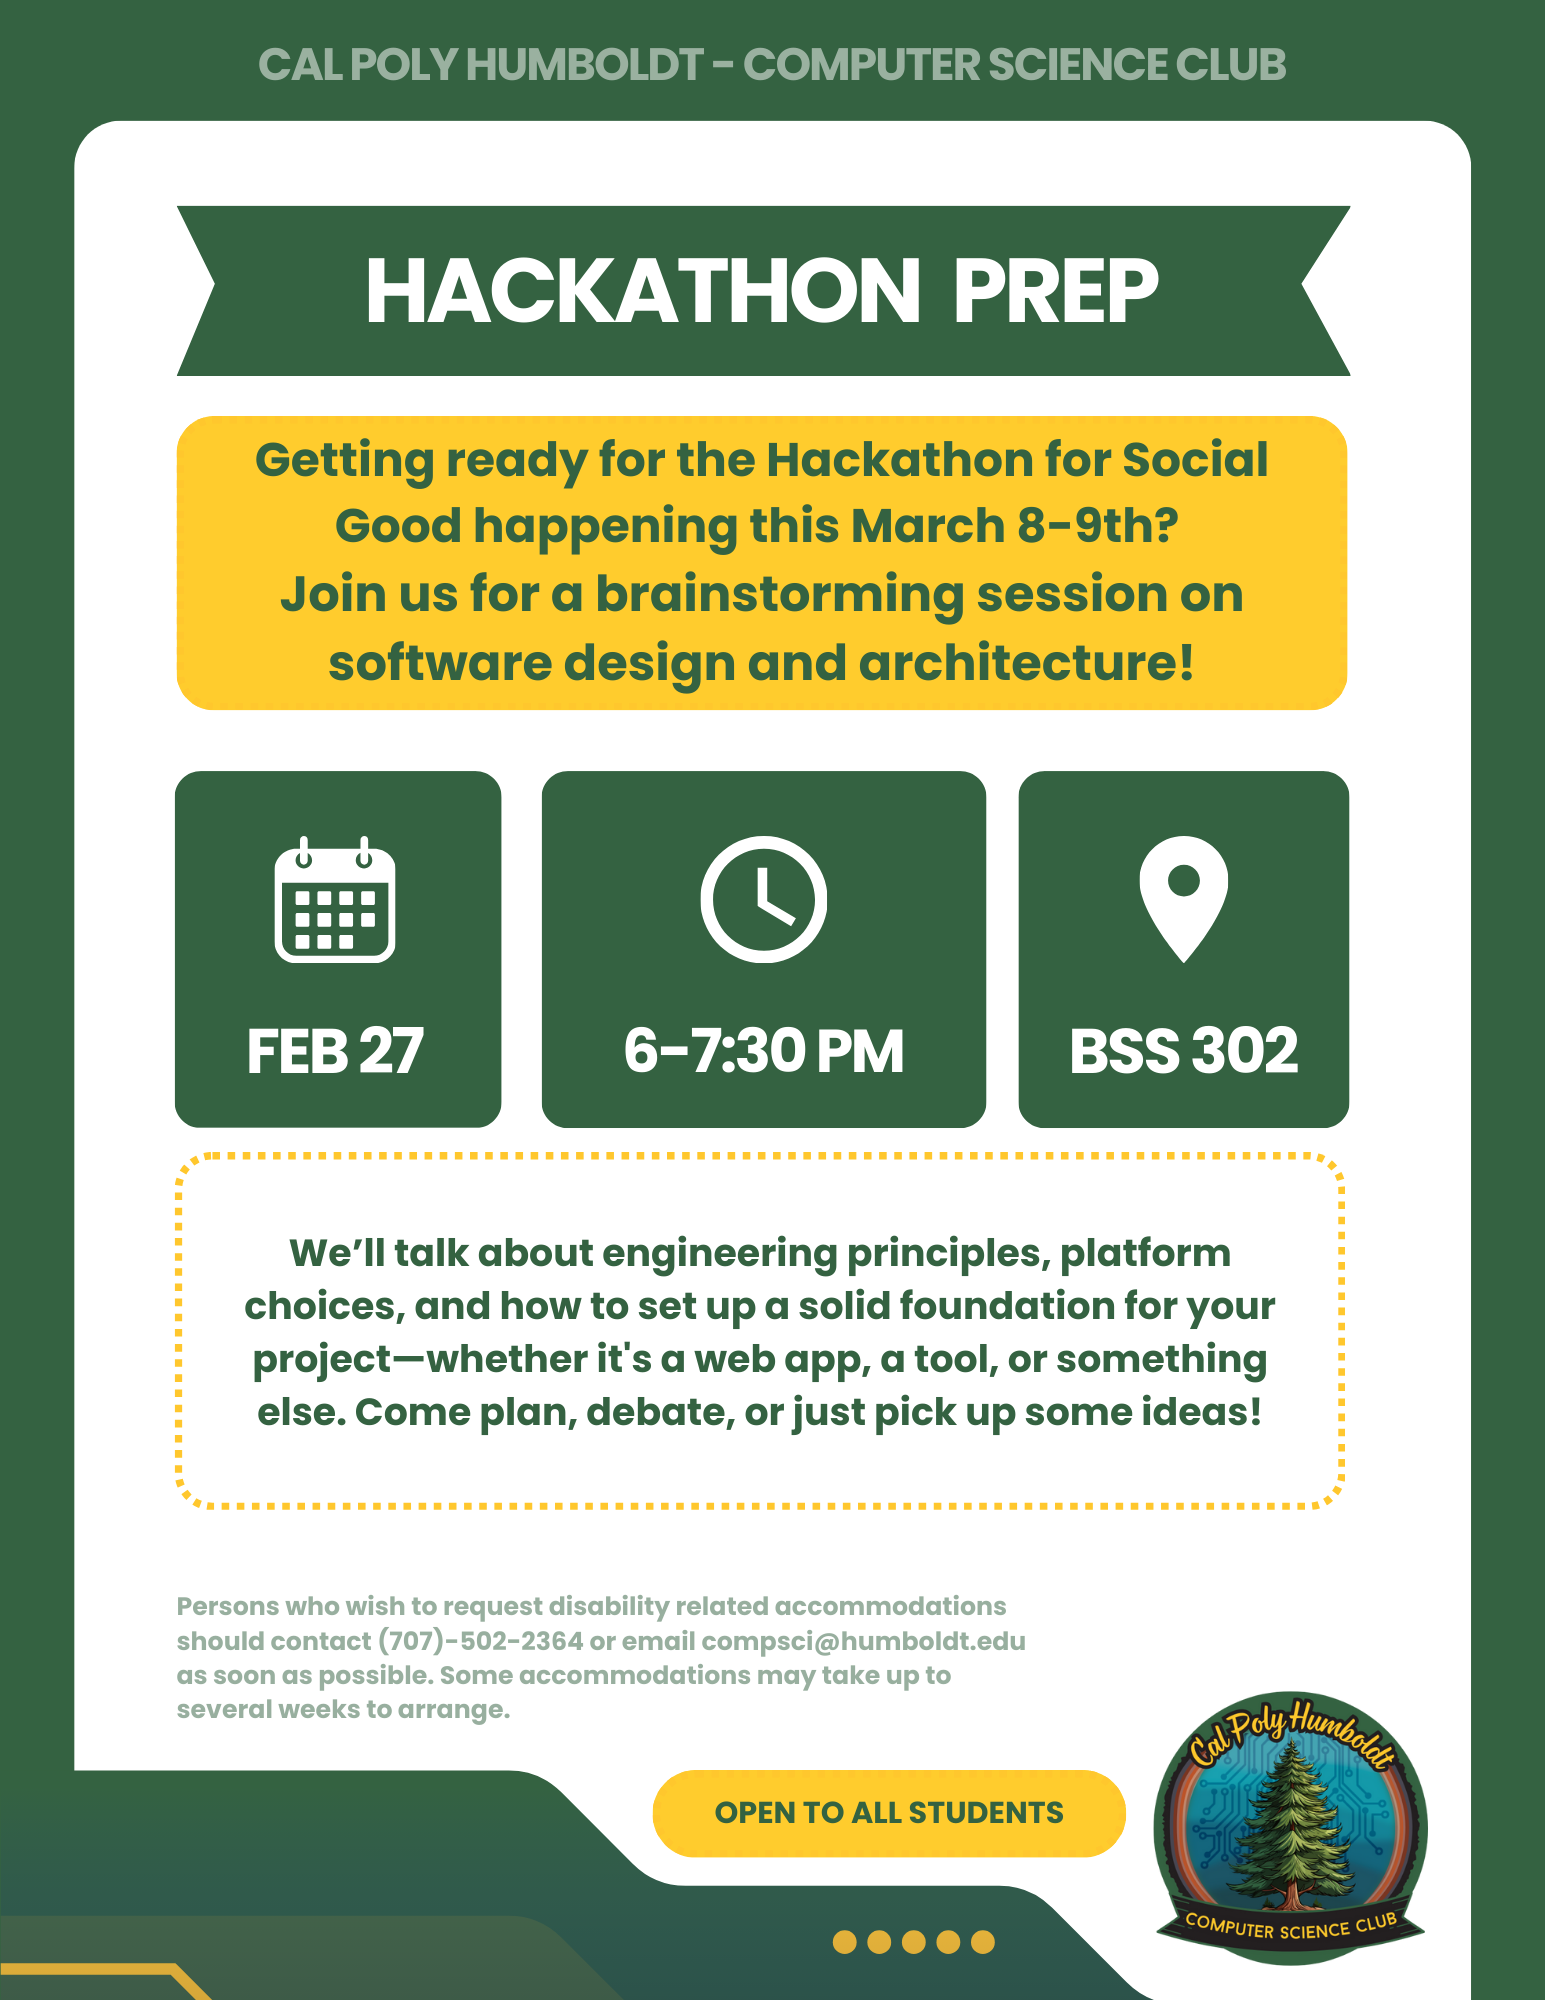 CAL POLY HUMBOLDT - COMPUTER SCIENCE CLUB
HACKATHON PREP
Getting ready for the Hackathon for Social
Good happening this March 8-9th?
Join us for a brainstorming session on
software design and architecture!
FEB 27
6-7:30 PM
BSS 302
We’ll talk about engineering principles, platform
choices, and how to set up a solid foundation for your
project—whether it's a web app, a tool, or something
else. Come plan, debate, or just pick up some ideas!
Persons who wish to request disability related accommodations
should contact (707)-502-2364 or email compsci@humboldt.edu
as soon as possible. Some accommodations may take up to
several weeks to arrange.
OPEN TO ALL STUDENTS
Cal Poly Humboldt
COMPUTER SCIENCE CLUB